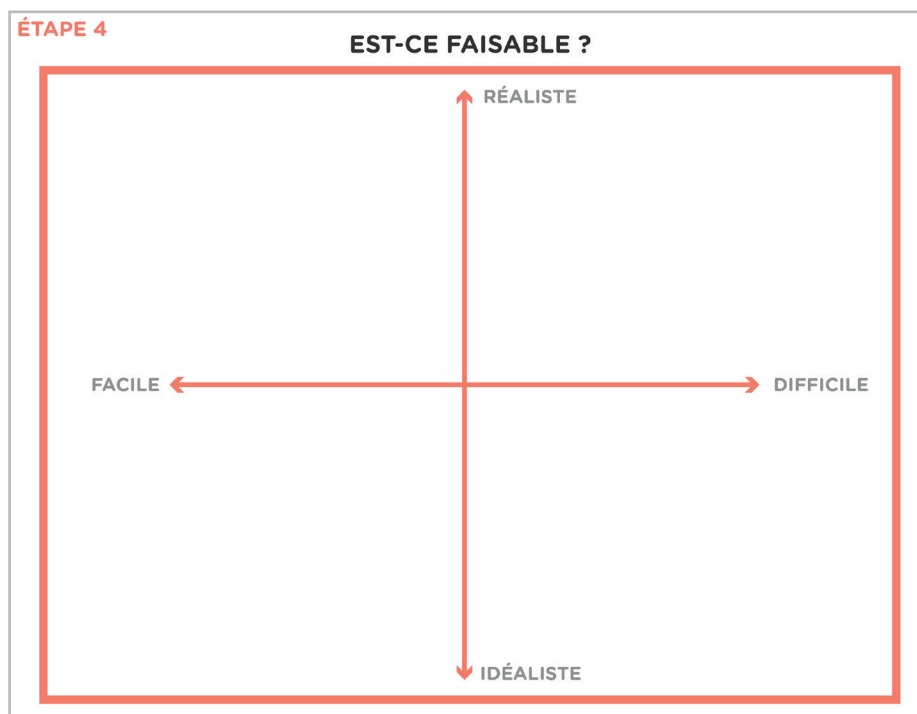 ÉTAPE 4
EST-CE FAISABLE ?
RÉALISTE
FACILE
DIFFICILE
IDÉALISTE